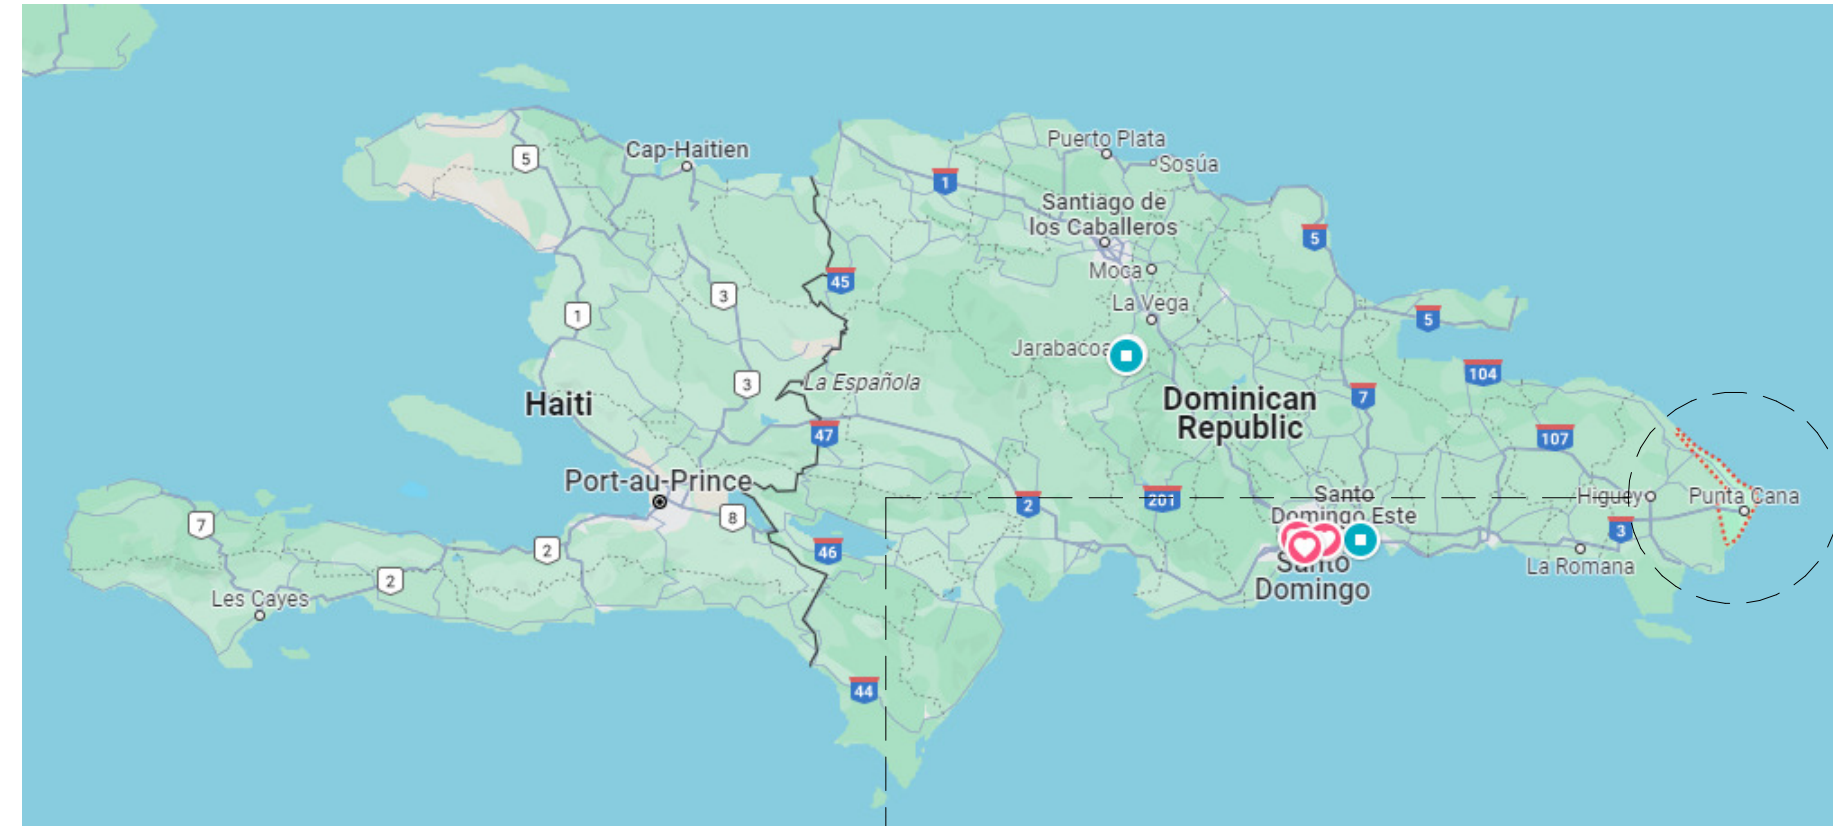 Puerto Plata
Cap-Haitien
5
Sosúa
1
Santiago de
los Caballeros
5
Moca
45
3
La Vega
1
5
Jarabacoa
104
3
La Española
Haiti
Dominican
Republic
7
47
107
Port-au-Prince
Santo
Domingo Este
Higuey
Punta Cana
2
201
8
7
3
46
2
2
Santo
Domingo
La Romana
Les Cayes
44